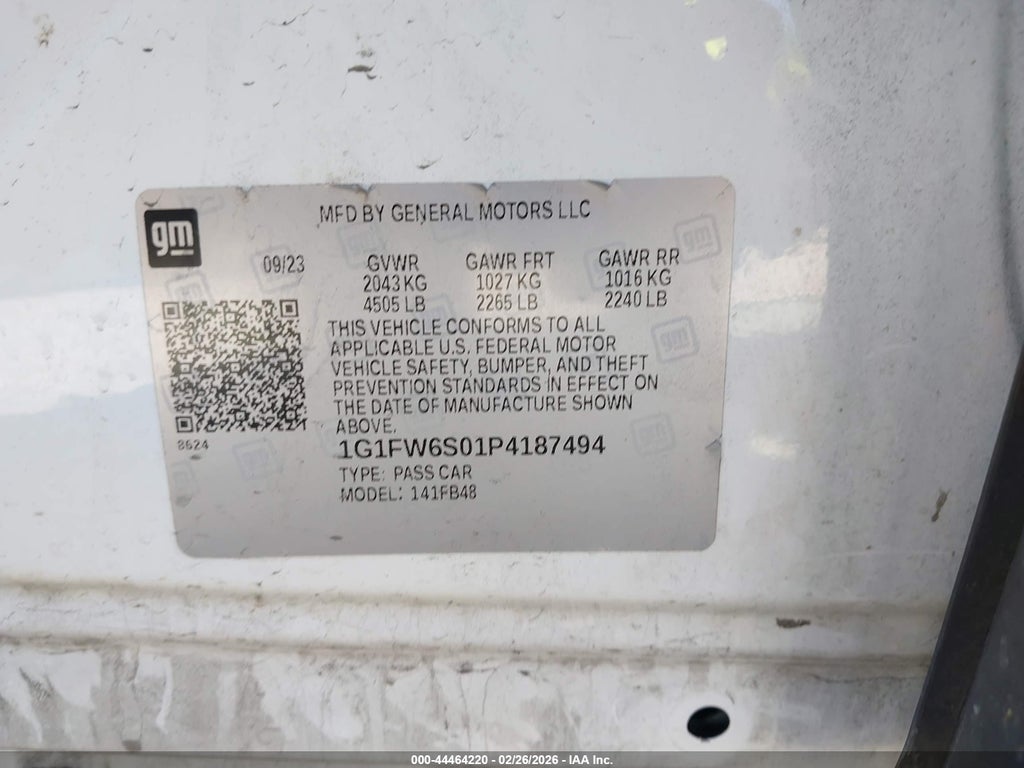 gm
MFD BY GENERAL MOTORS LLC
09/23
GVWR GAWR FRT GAWR RR
2043 KG 1027 KG 1016 KG
4505 LB 2265 LB 2240 LB
THIS VEHICLE CONFORMS TO ALL
APPLICABLE U.S. FEDERAL MOTOR
VEHICLE SAFETY, BUMPER, AND THEFT
PREVENTION STANDARDS IN EFFECT ON
THE DATE OF MANUFACTURE SHOWN
ABOVE.
8624
1G1FW6S01P4187494
TYPE: PASS CAR
MODEL: 141FB48
000-44464220 - 02/26/2026 - IAA Inc.